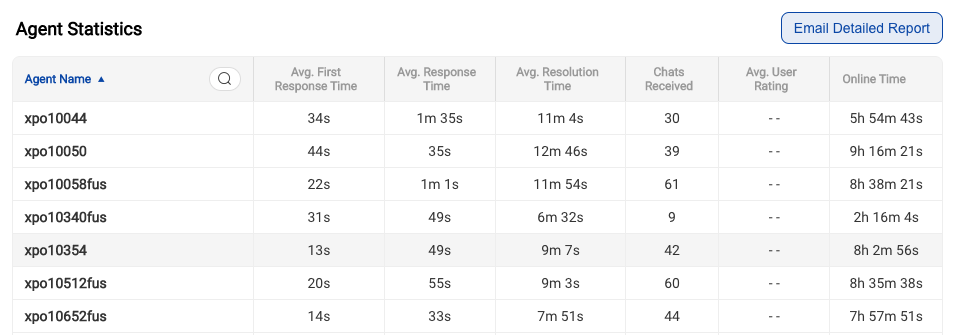 Agent Statistics
Email Detailed Report
Agent Name ▲ Avg. First Response Time Avg. Response Time Avg. Resolution Time Chats Received Avg. User Rating Online Time
xpo10044 34s 1m 35s 11m 4s 30 - - 5h 54m 43s
xpo10050 44s 35s 12m 46s 39 - - 9h 16m 21s
xpo10058fus 22s 1m 1s 11m 54s 61 - - 8h 38m 21s
xpo10340fus 31s 49s 6m 32s 9 - - 2h 16m 4s
xpo10354 13s 49s 9m 7s 42 - - 8h 2m 56s
xpo10512fus 20s 55s 9m 3s 60 - - 8h 35m 38s
xpo10652fus 14s 33s 7m 51s 44 - - 7h 57m 51s